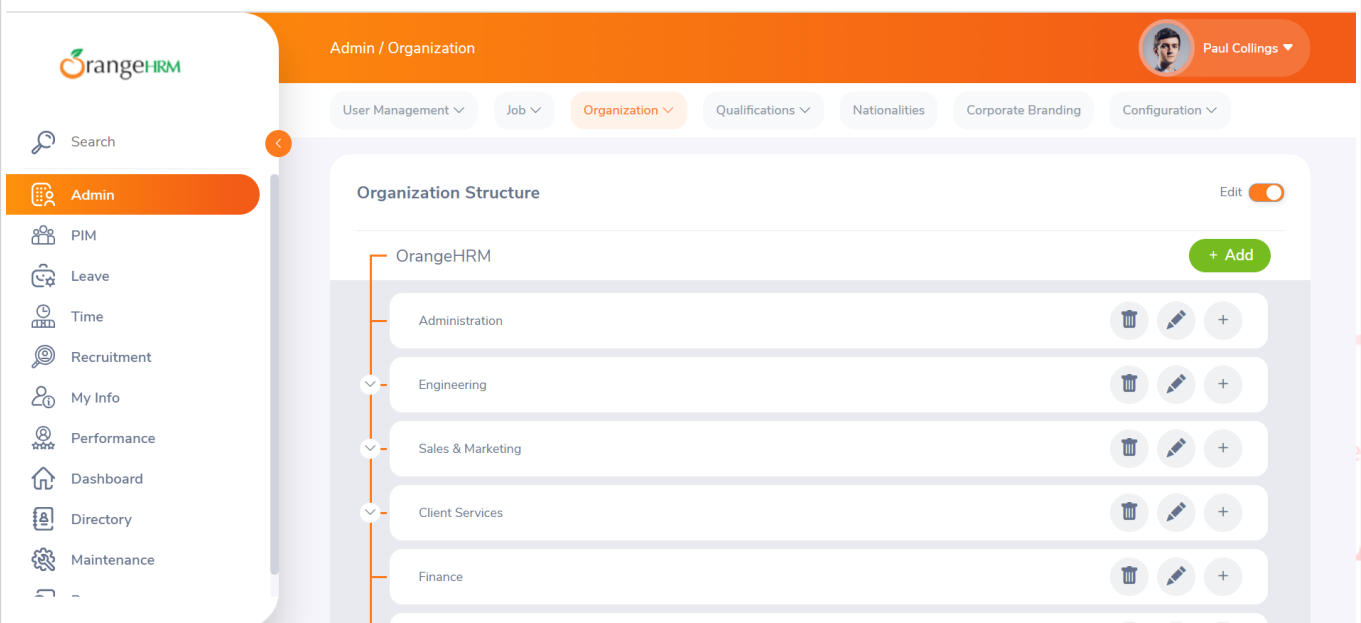 OrangeHRM
Search
Admin
PIM
Leave
Time
Recruitment
My Info
Performance
Dashboard
Directory
Maintenance
Admin / Organization
Paul Collings
User Management
Job
Organization
Qualifications
Nationalities
Corporate Branding
Configuration
Organization Structure
Edit
OrangeHRM
+ Add
Administration
Engineering
Sales & Marketing
Client Services
Finance